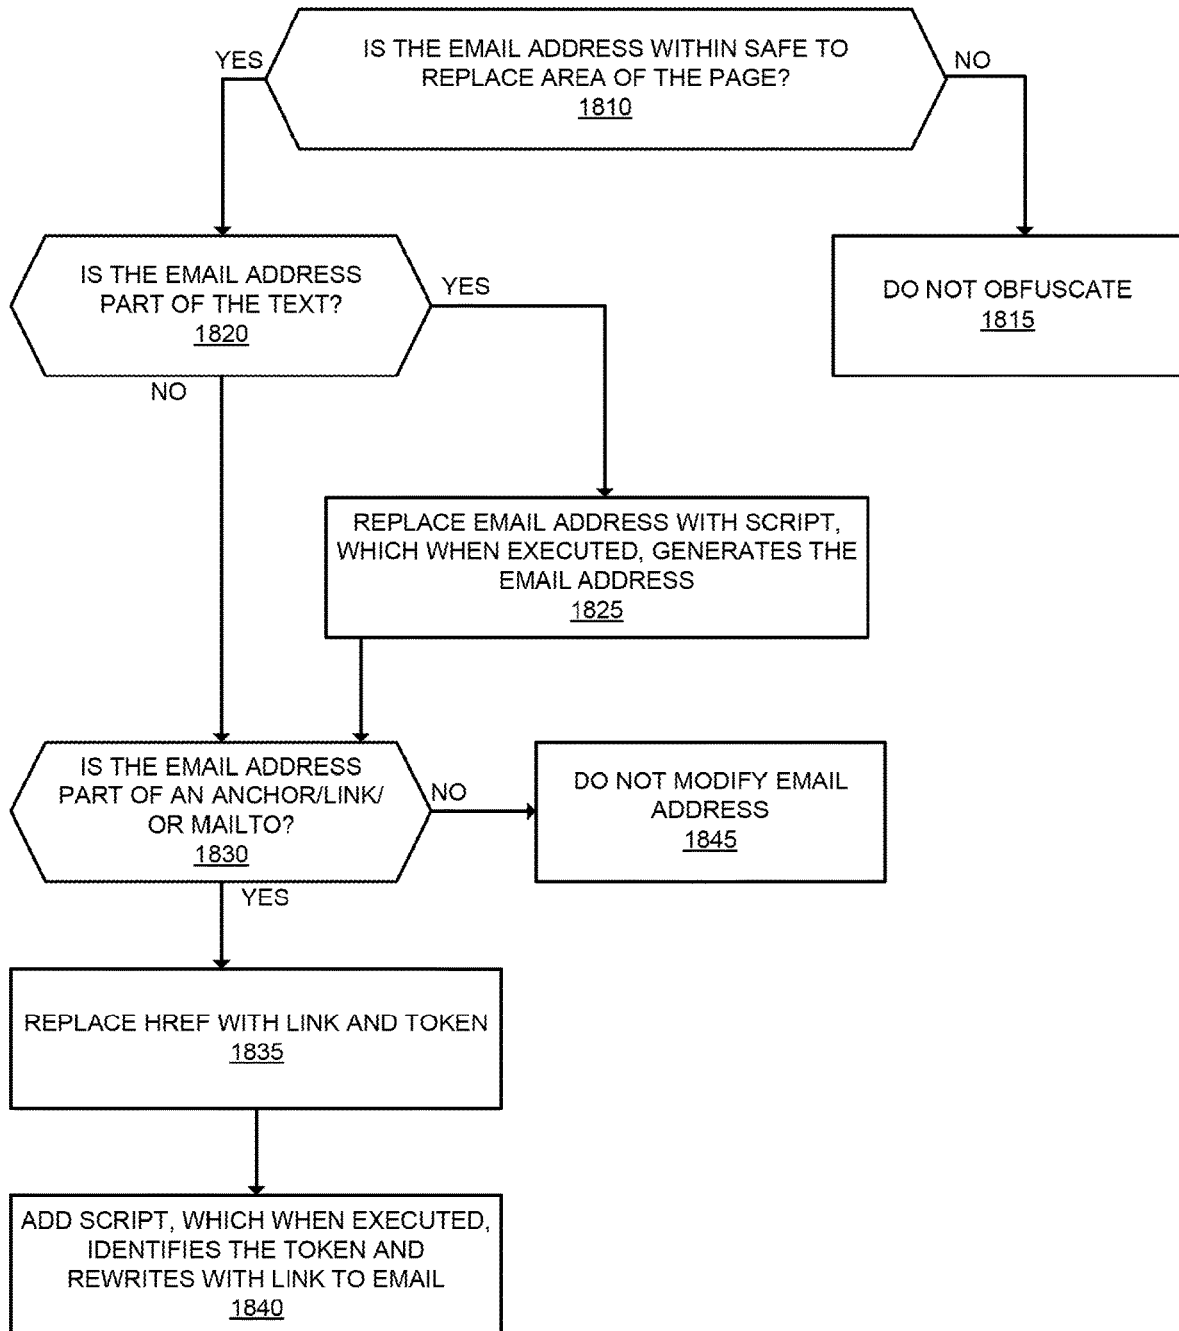 IS THE EMAIL ADDRESS WITHIN SAFE TO
REPLACE AREA OF THE PAGE?
1810
YES
NO
IS THE EMAIL ADDRESS
PART OF THE TEXT?
1820
YES
NO
DO NOT OBFUSCATE
1815
REPLACE EMAIL ADDRESS WITH SCRIPT,
WHICH WHEN EXECUTED, GENERATES THE
EMAIL ADDRESS
1825
IS THE EMAIL ADDRESS
PART OF AN ANCHOR/LINK/
OR MAILTO?
1830
NO
YES
DO NOT MODIFY EMAIL
ADDRESS
1845
REPLACE HREF WITH LINK AND TOKEN
1835
ADD SCRIPT, WHICH WHEN EXECUTED,
IDENTIFIES THE TOKEN AND
REWRITES WITH LINK TO EMAIL
1840